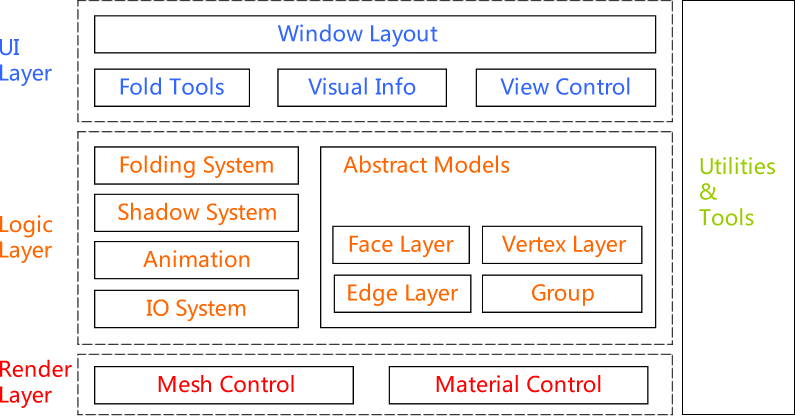 UI
Layer
Window Layout
Fold Tools
Visual Info
View Control
Logic
Layer
Folding System
Shadow System
Animation
IO System
Abstract Models
Face Layer
Vertex Layer
Edge Layer
Group
Render
Layer
Mesh Control
Material Control
Utilities
&
Tools